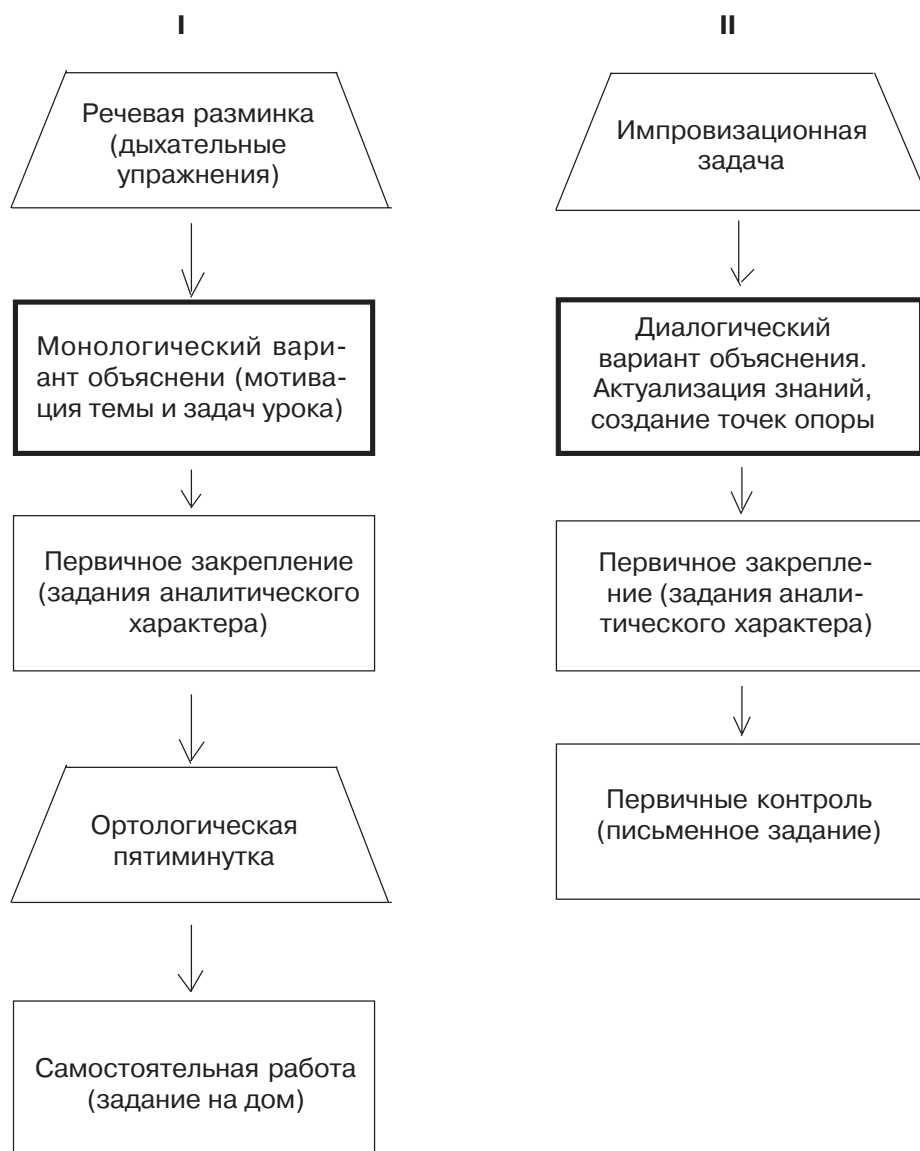 I
Речевая разминка
(дыхательные
упражнения)
Монологический вари-
ант объяснени (мотива-
ция темы и задач урока)
Первичное закрепление
(задания аналитического
характера)
Ортологическая
пятиминутка
Самостоятельная работа
(задание на дом)
II
Импровизационная
задача
Диалогический
вариант объяснения.
Актуализация знаний,
создание точек опоры
Первичное закрепле-
ние (задания анали-
тического характера)
Первичные контроль
(письменное задание)